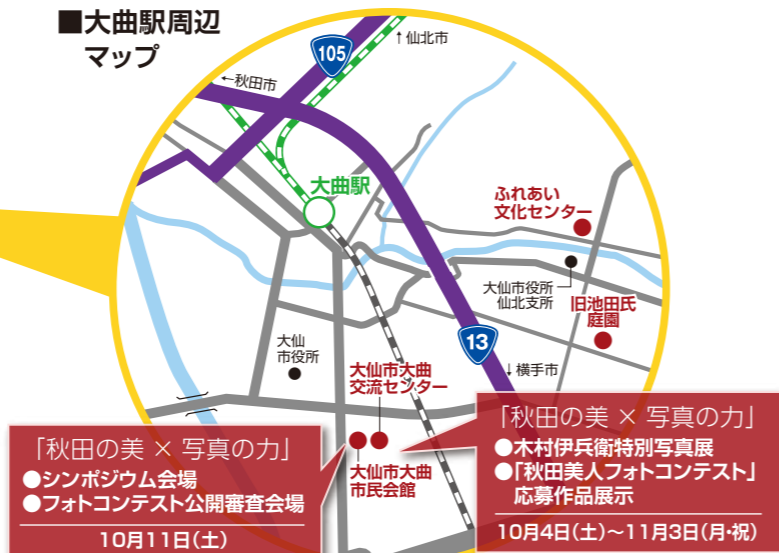 ■大曲駅周辺
マップ
105
↑仙北市
←秋田市
大曲駅
ふれあい
文化センター
大仙市役所
仙北支所
旧池田氏
庭園
13
↓横手市
大仙
市役所
大仙市大曲
交流センター
大仙市大曲
市民会館
「秋田の美 × 写真の力」
●シンポジウム会場
●フォトコンテスト公開審査会場
10月11日(土)
「秋田の美 × 写真の力」
●木村伊兵衛特別写真展
●「秋田美人フォトコンテスト」
応募作品展示
10月4日(土)～11月3日(月・祝)